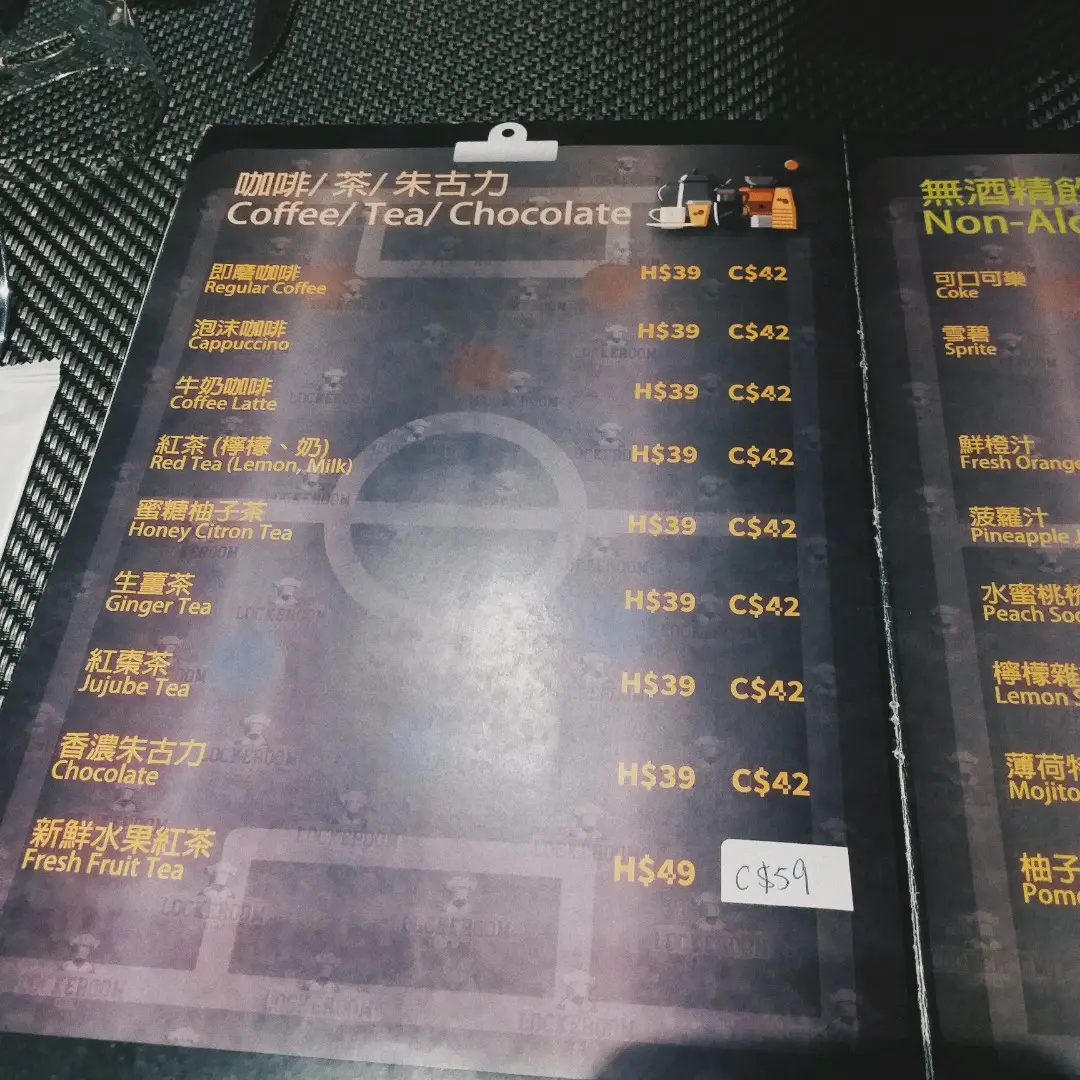 咖啡/ 茶/ 朱古力
Coffee/ Tea/ Chocolate
即磨咖啡
Regular Coffee
H$39 C$42
泡沫咖啡
Cappuccino
H$39 C$42
牛奶咖啡
Coffee Latte
H$39 C$42
紅茶 (檸檬、奶)
Red Tea (Lemon, Milk)
H$39 C$42
蜜糖柚子茶
Honey Citron Tea
H$39 C$42
生薑茶
Ginger Tea
H$39 C$42
紅棗茶
Jujube Tea
H$39 C$42
香濃朱古力
Chocolate
H$39 C$42
新鮮水果紅茶
Fresh Fruit Tea
H$49 C$59
LOCKEROOM
無酒精飲
Non-Alc
可口可樂
Coke
雪碧
Sprite
鮮橙汁
Fresh Orange
菠蘿汁
Pineapple
水蜜桃
Peach
檸檬雜
Lemon
薄荷特
Mojito
柚子
Pome